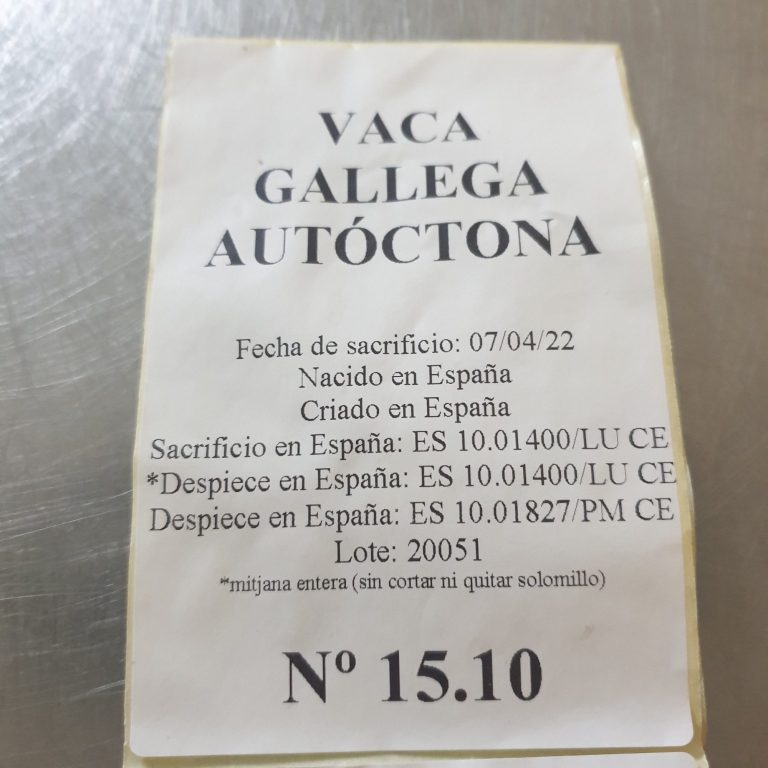 VACA
GALLEGA
AUTÓCTONA
Fecha de sacrificio: 07/04/22
Nacido en España
Criado en España
Sacrificio en España: ES 10.01400/LU CE
*Despiece en España: ES 10.01400/LU CE
Despiece en España: ES 10.01827/PM CE
Lote: 20051
*mitjana entera (sin cortar ni quitar solomillo)
Nº 15.10